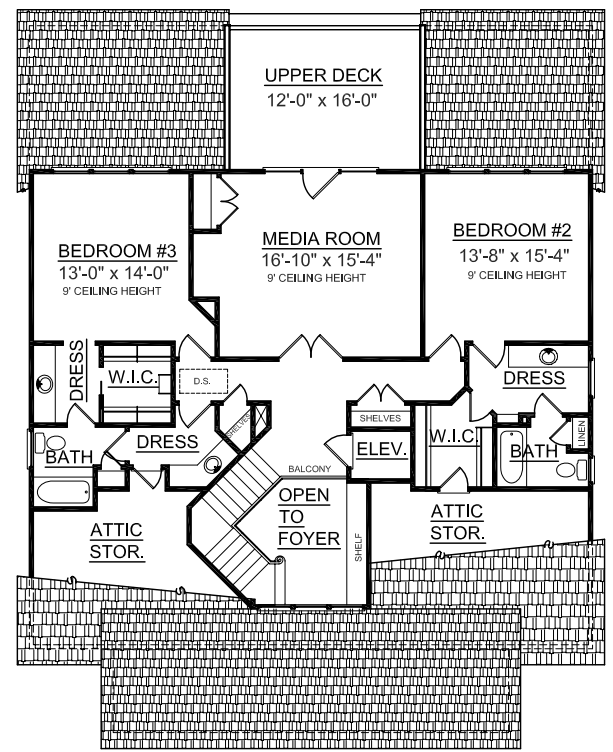 UPPER DECK
12'-0" x 16'-0"
BEDROOM #3
13'-0" x 14'-0"
9' CEILING HEIGHT
MEDIA ROOM
16'-10" x 15'-4"
9' CEILING HEIGHT
BEDROOM #2
13'-8" x 15'-4"
9' CEILING HEIGHT
DRESS
W.I.C.
D.S.
DRESS
SHELVES
SHELVES
DRESS
LINEN
BATH
DRESS
ELEV.
W.I.C.
BATH
BALCONY
OPEN
TO
FOYER
SHELF
ATTIC
STOR.
ATTIC
STOR.